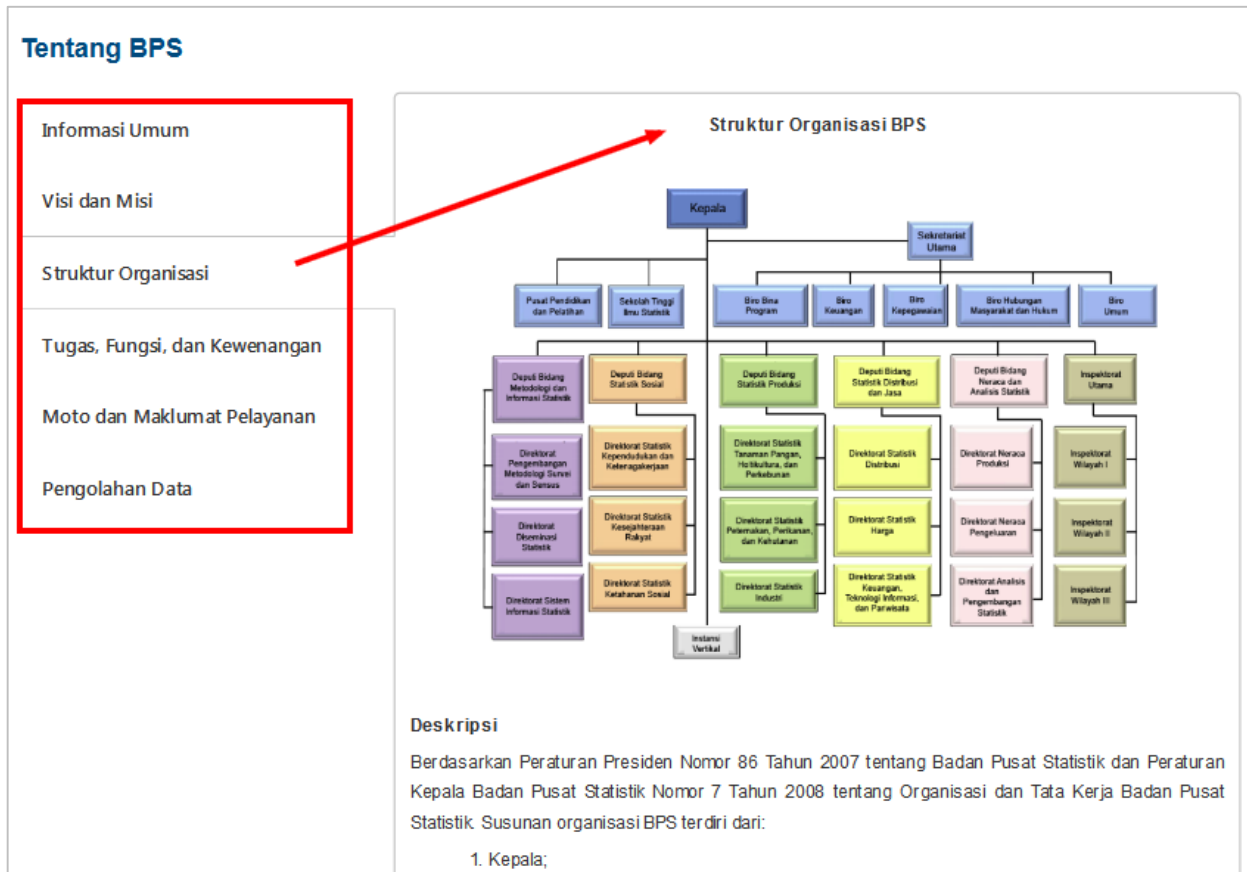 Tentang BPS
Informasi Umum
Visi dan Misi
Struktur Organisasi
Tugas, Fungsi, dan Kewenangan
Moto dan Maklumat Pelayanan
Pengolahan Data
Struktur Organisasi BPS
Kepala
Sekretariat
Utama
Pusat Pendidikan
dan Pelatihan
Sekolah Tinggi
Ilmu Statistik
Biro Bina
Program
Biro
Keuangan
Biro
Kepegawaian
Biro Hubungan
Masyarakat dan Hukum
Biro
Umum
Deputi Bidang
Metodologi dan
Informasi Statistik
Deputi Bidang
Statistik Sosial
Deputi Bidang
Statistik Produksi
Deputi Bidang
Statistik Distribusi
dan Jasa
Deputi Bidang
Neraca dan
Analisis Statistik
Inspektorat
Utama
Direktorat
Pengembangan
Metodologi Survei
dan Sensus
Direktorat Statistik
Kependudukan dan
Ketenagakerjaan
Direktorat Statistik
Tanaman Pangan,
Holtikultura, dan
Perkebunan
Direktorat Statistik
Distribusi
Direktorat Neraca
Produksi
Inspektorat
Wilayah I
Direktorat
Diseminasi
Statistik
Direktorat Statistik
Kesejahteraan
Rakyat
Direktorat Statistik
Peternakan, Perikanan,
dan Kehutanan
Direktorat Statistik
Harga
Direktorat Neraca
Pengeluaran
Inspektorat
Wilayah II
Direktorat Sistem
Informasi Statistik
Direktorat Statistik
Ketahanan Sosial
Direktorat Statistik
Industri
Direktorat Statistik
Keuangan,
Teknologi Informasi,
dan Pariwisata
Direktorat Analisis
dan
Pengembangan
Statistik
Inspektorat
Wilayah III
Instansi
Vertikal
Deskripsi
Berdasarkan Peraturan Presiden Nomor 86 Tahun 2007 tentang Badan Pusat Statistik dan Peraturan
Kepala Badan Pusat Statistik Nomor 7 Tahun 2008 tentang Organisasi dan Tata Kerja Badan Pusat
Statistik. Susunan organisasi BPS terdiri dari:
1. Kepala;